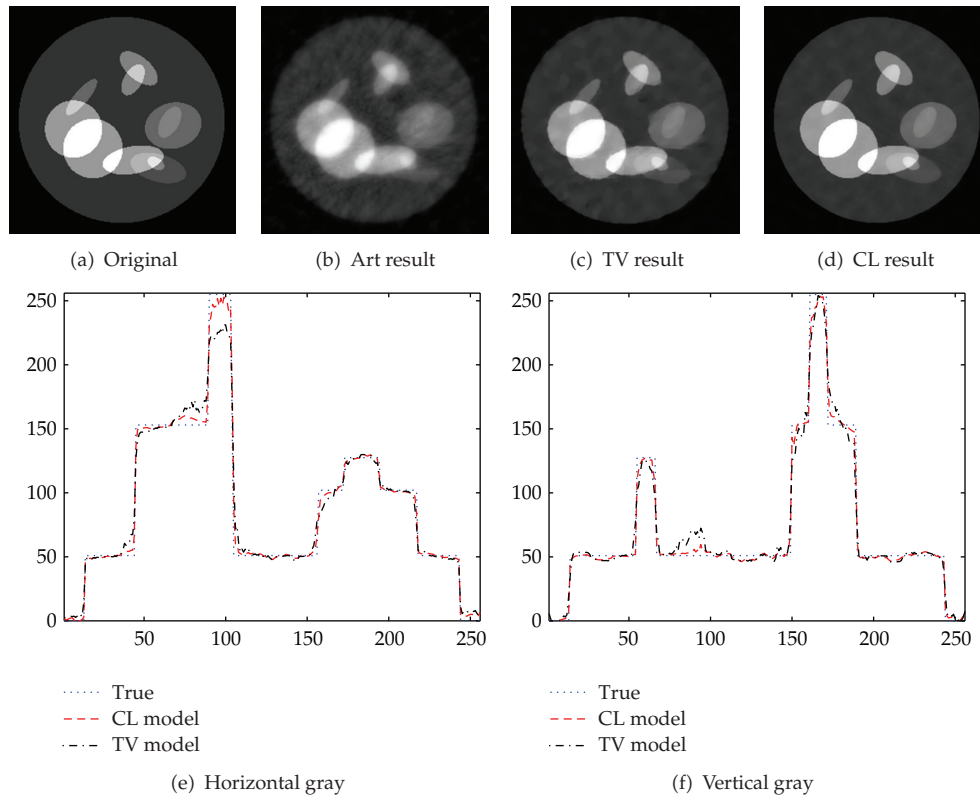 (a) Original
(b) Art result
(c) TV result
(d) CL result
250
200
150
100
50
0
50 100 150 200 250
True
CL model
TV model
(e) Horizontal gray
250
200
150
100
50
0
50 100 150 200 250
True
CL model
TV model
(f) Vertical gray